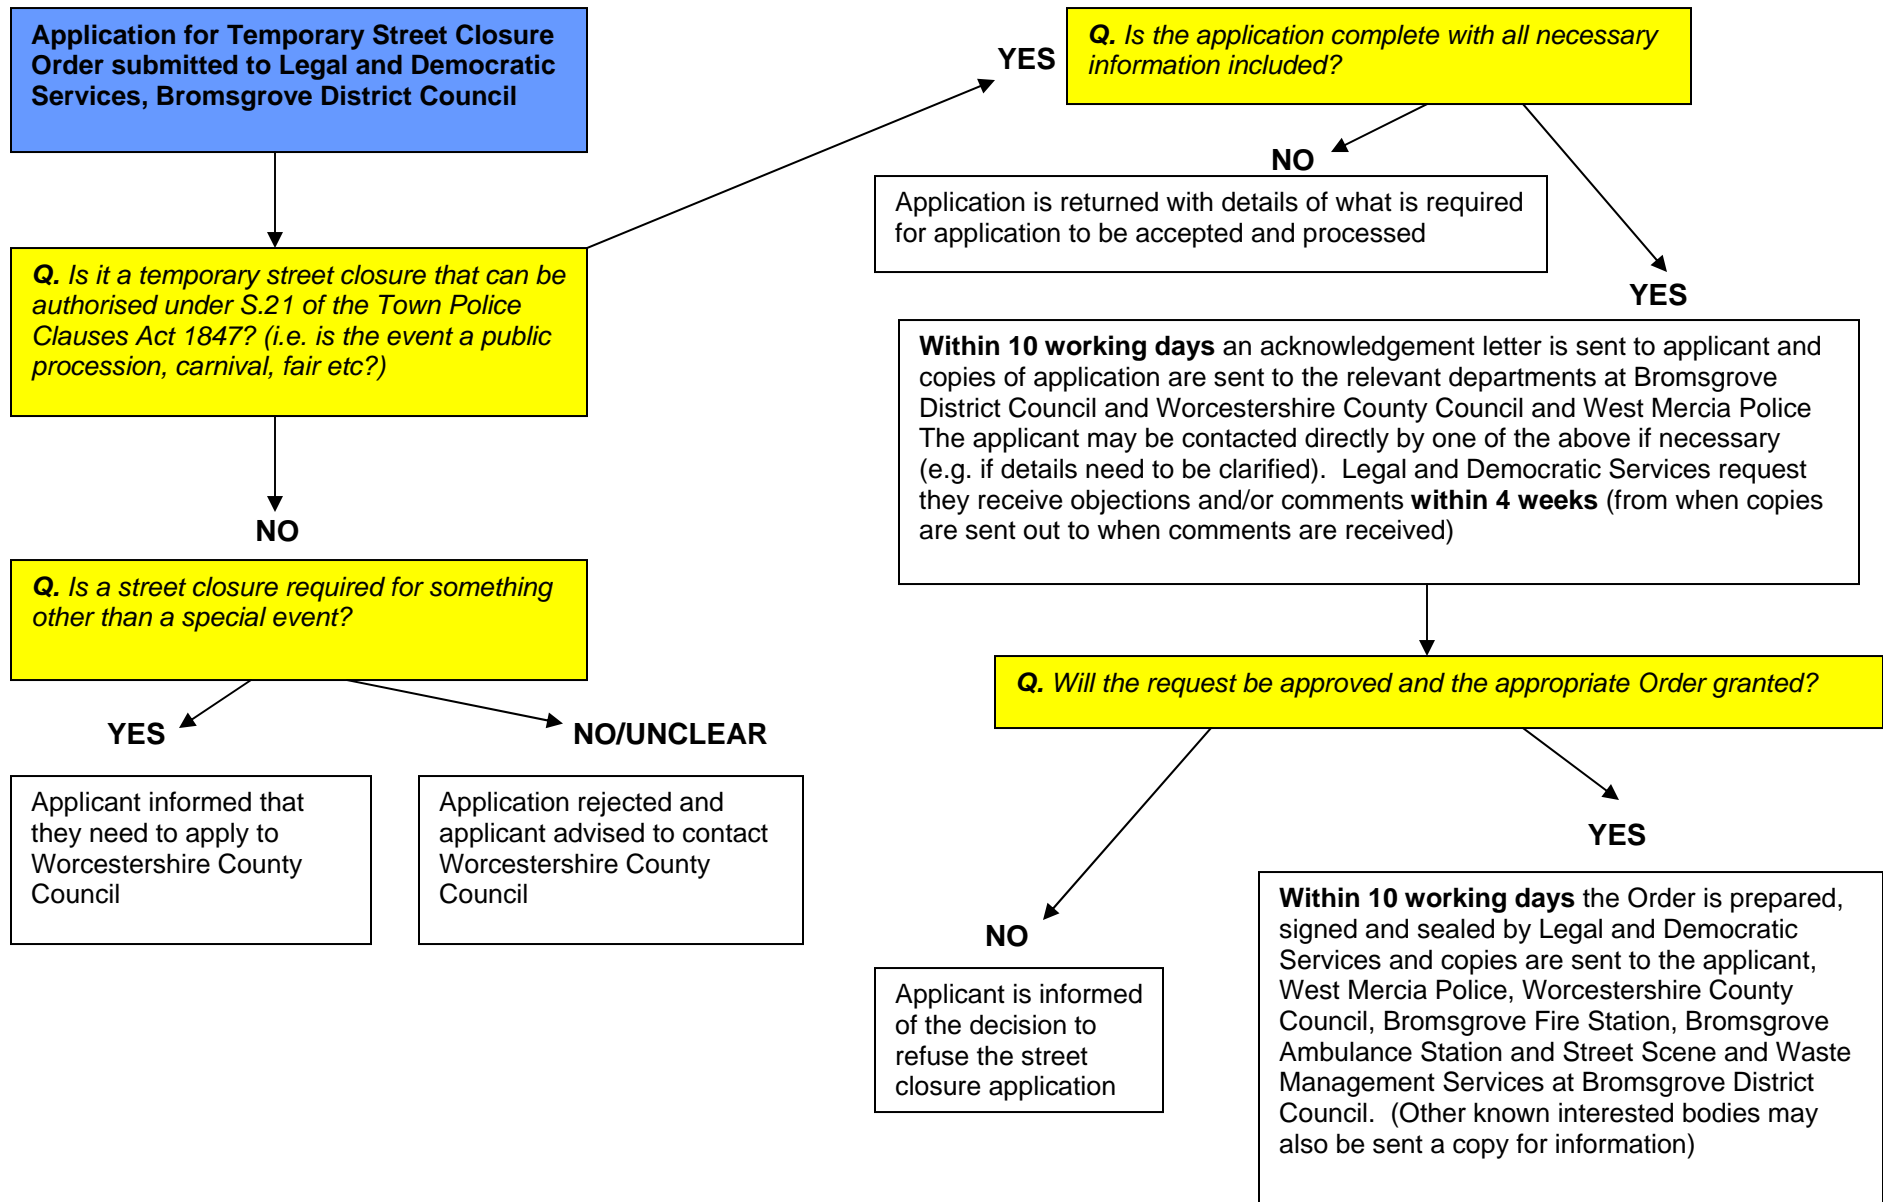 Application for Temporary Street Closure
Order submitted to Legal and Democratic
Services, Bromsgrove District Council
Q. Is it a temporary street closure that can be
authorised under S.21 of the Town Police
Clauses Act 1847? (i.e. is the event a public
procession, carnival, fair etc?)
NO
Q. Is a street closure required for something
other than a special event?
YES
Applicant informed that
they need to apply to
Worcestershire County
Council
NO/UNCLEAR
Application rejected and
applicant advised to contact
Worcestershire County
Council
YES
Q. Is the application complete with all necessary
information included?
NO
Application is returned with details of what is required
for application to be accepted and processed
YES
Within 10 working days an acknowledgement letter is sent to applicant and
copies of application are sent to the relevant departments at Bromsgrove
District Council and Worcestershire County Council and West Mercia Police
The applicant may be contacted directly by one of the above if necessary
(e.g. if details need to be clarified).  Legal and Democratic Services request
they receive objections and/or comments within 4 weeks (from when copies
are sent out to when comments are received)
Q. Will the request be approved and the appropriate Order granted?
NO
Applicant is informed
of the decision to
refuse the street
closure application
YES
Within 10 working days the Order is prepared,
signed and sealed by Legal and Democratic
Services and copies are sent to the applicant,
West Mercia Police, Worcestershire County
Council, Bromsgrove Fire Station, Bromsgrove
Ambulance Station and Street Scene and Waste
Management Services at Bromsgrove District
Council.  (Other known interested bodies may
also be sent a copy for information)